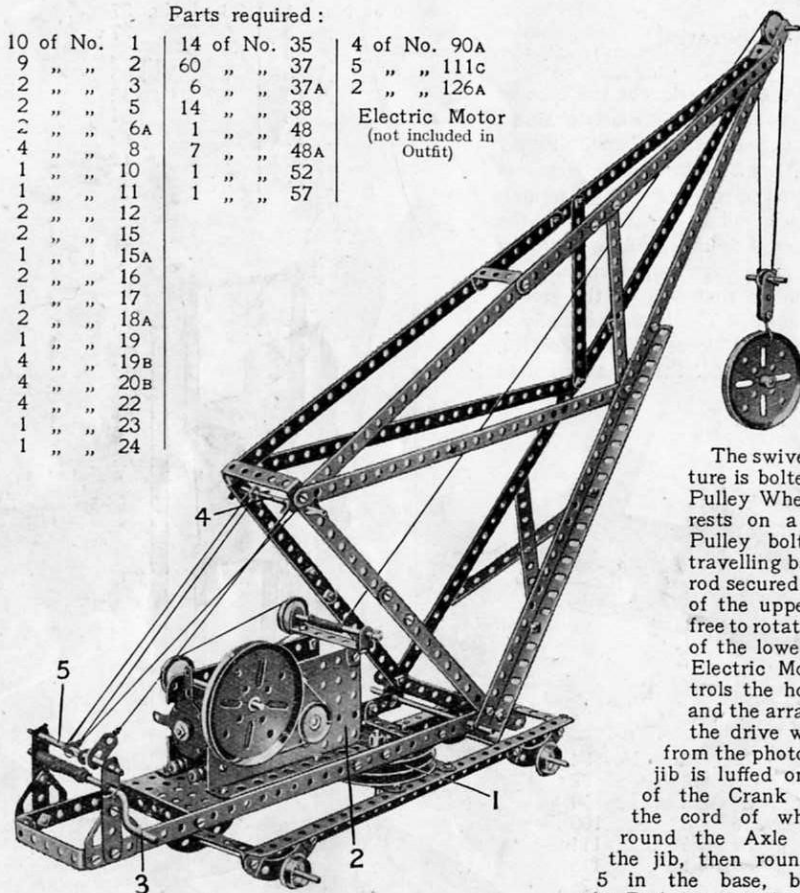 Parts required :
10 of No. 1
9 „ „ 2
2 „ „ 3
2 „ „ 5
2 „ „ 6A
4 „ „ 8
1 „ „ 10
1 „ „ 11
2 „ „ 12
2 „ „ 15
1 „ „ 15A
2 „ „ 16
1 „ „ 17
2 „ „ 18A
1 „ „ 19
4 „ „ 19B
4 „ „ 20B
4 „ „ 22
1 „ „ 23
1 „ „ 24
14 of No. 35
60 „ „ 37
6 „ „ 37A
14 „ „ 38
1 „ „ 48
7 „ „ 48A
1 „ „ 52
1 „ „ 57
4 of No. 90A
5 „ „ 111C
2 „ „ 126A
Electric Motor
(not included in
Outfit)
4
5
1
2
3
The swive
ture is bolte
Pulley Whe
rests on a
Pulley bolt
travelling b
rod secured
of the uppe
free to rotat
of the lowe
Electric Mo
trols the ho
and the arra
the drive w
from the photo
jib is luffed or
of the Crank
the cord of wh
round the Axle
the jib, then roun
5 in the base, b